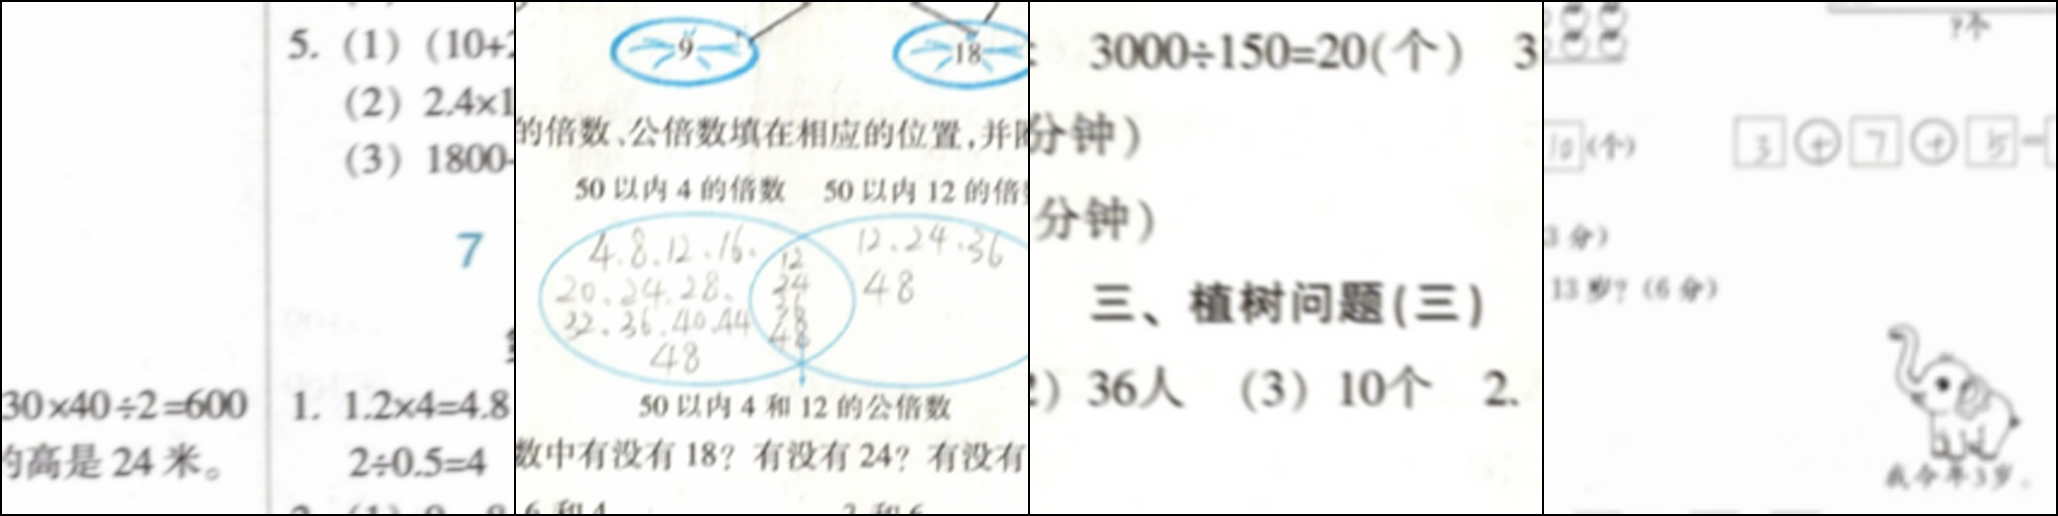 5. (1) (10+2
(2) 2.4×1
(3) 1800
7
30×40÷2=600
的高是 24 米。
1. 1.2×4=4.8
2÷0.5=4
9
18
的倍数、公倍数填在相应的位置,并
50 以内 4 的倍数 50 以内 12 的倍
4.8.12.16.
20.24.28.
32.36.40.44
48
12
24
36
48
12.24.36
48
50 以内 4 和 12 的公倍数
数中有没有 18? 有没有 24? 有没有
6 和 4
3000÷150=20(个) 3
分钟)
分钟)
三、植树问题(三)
2) 36人 (3) 10个 2.
?个
10 (个)
3 + 7 + 5 =
3 分)
13 岁? (6 分)
我今年3岁。